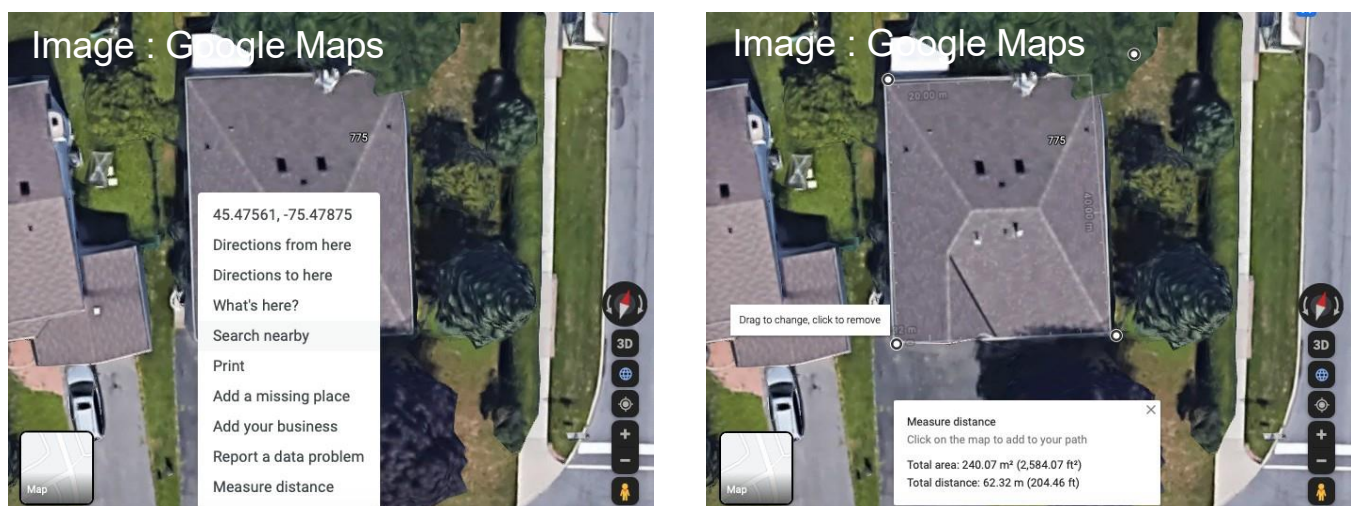 Image : Google Maps
775
45.47561, -75.47875
Directions from here
Directions to here
What's here?
Search nearby
Print
Add a missing place
Add your business
Report a data problem
Measure distance
3D
Map
Image : Google Maps
20.00 m
775
40.00 m
Drag to change, click to remove
3D
Measure distance
Click on the map to add to your path
Total area: 240.07 m² (2,584.07 ft²)
Total distance: 62.32 m (204.46 ft)
Map